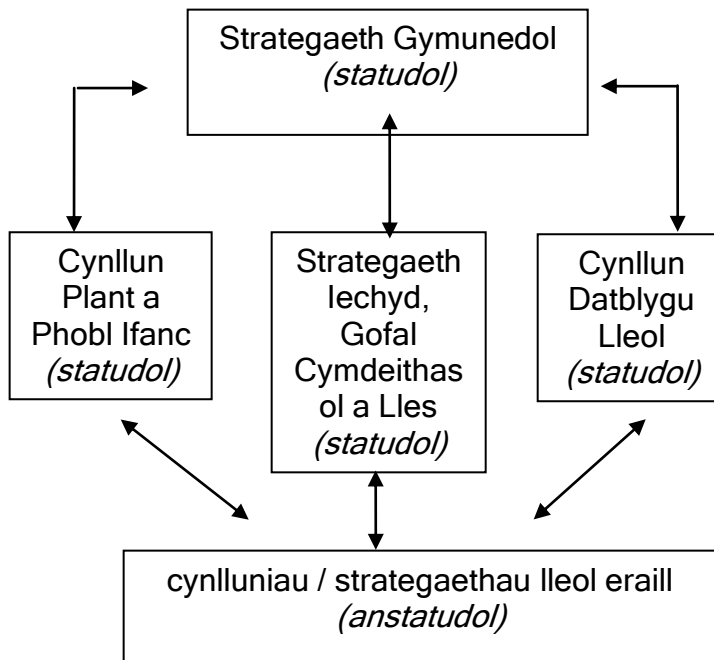 Strategaeth Gymunedol
(statudol)
Cynllun
Plant a
Phobl Ifanc
(statudol)
Strategaeth
Iechyd,
Gofal
Cymdeithas
ol a Lles
(statudol)
Cynllun
Datblygu
Lleol
(statudol)
cynlluniau / strategaethau lleol eraill
(anstatudol)